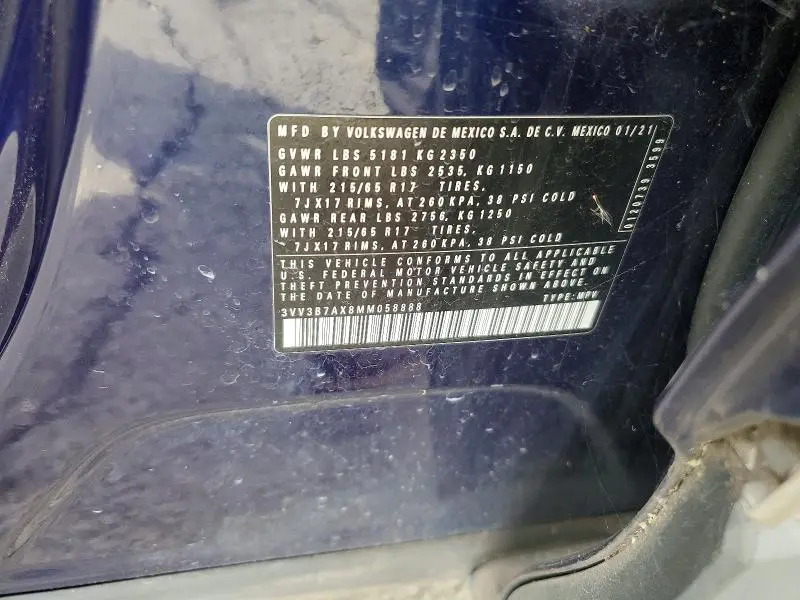 MFD BY VOLKSWAGEN DE MEXICO S.A. DE C.V. MEXICO 01/21
GVWR LBS 5181 KG 2350
GAWR FRONT LBS 2535, KG 1150
WITH 215/65 R17 TIRES,
7JX17 RIMS, AT 260 KPA, 38 PSI COLD
GAWR REAR LBS 2756, KG 1250
WITH 215/65 R17 TIRES,
7JX17 RIMS, AT 260 KPA, 38 PSI COLD
THIS VEHICLE CONFORMS TO ALL APPLICABLE
U.S. FEDERAL MOTOR VEHICLE SAFETY AND
THEFT PREVENTION STANDARDS IN EFFECT ON
THE DATE OF MANUFACTURE SHOWN ABOVE.
3VV3B7AX8MM058888 TYPE: MPV
0120739 3599